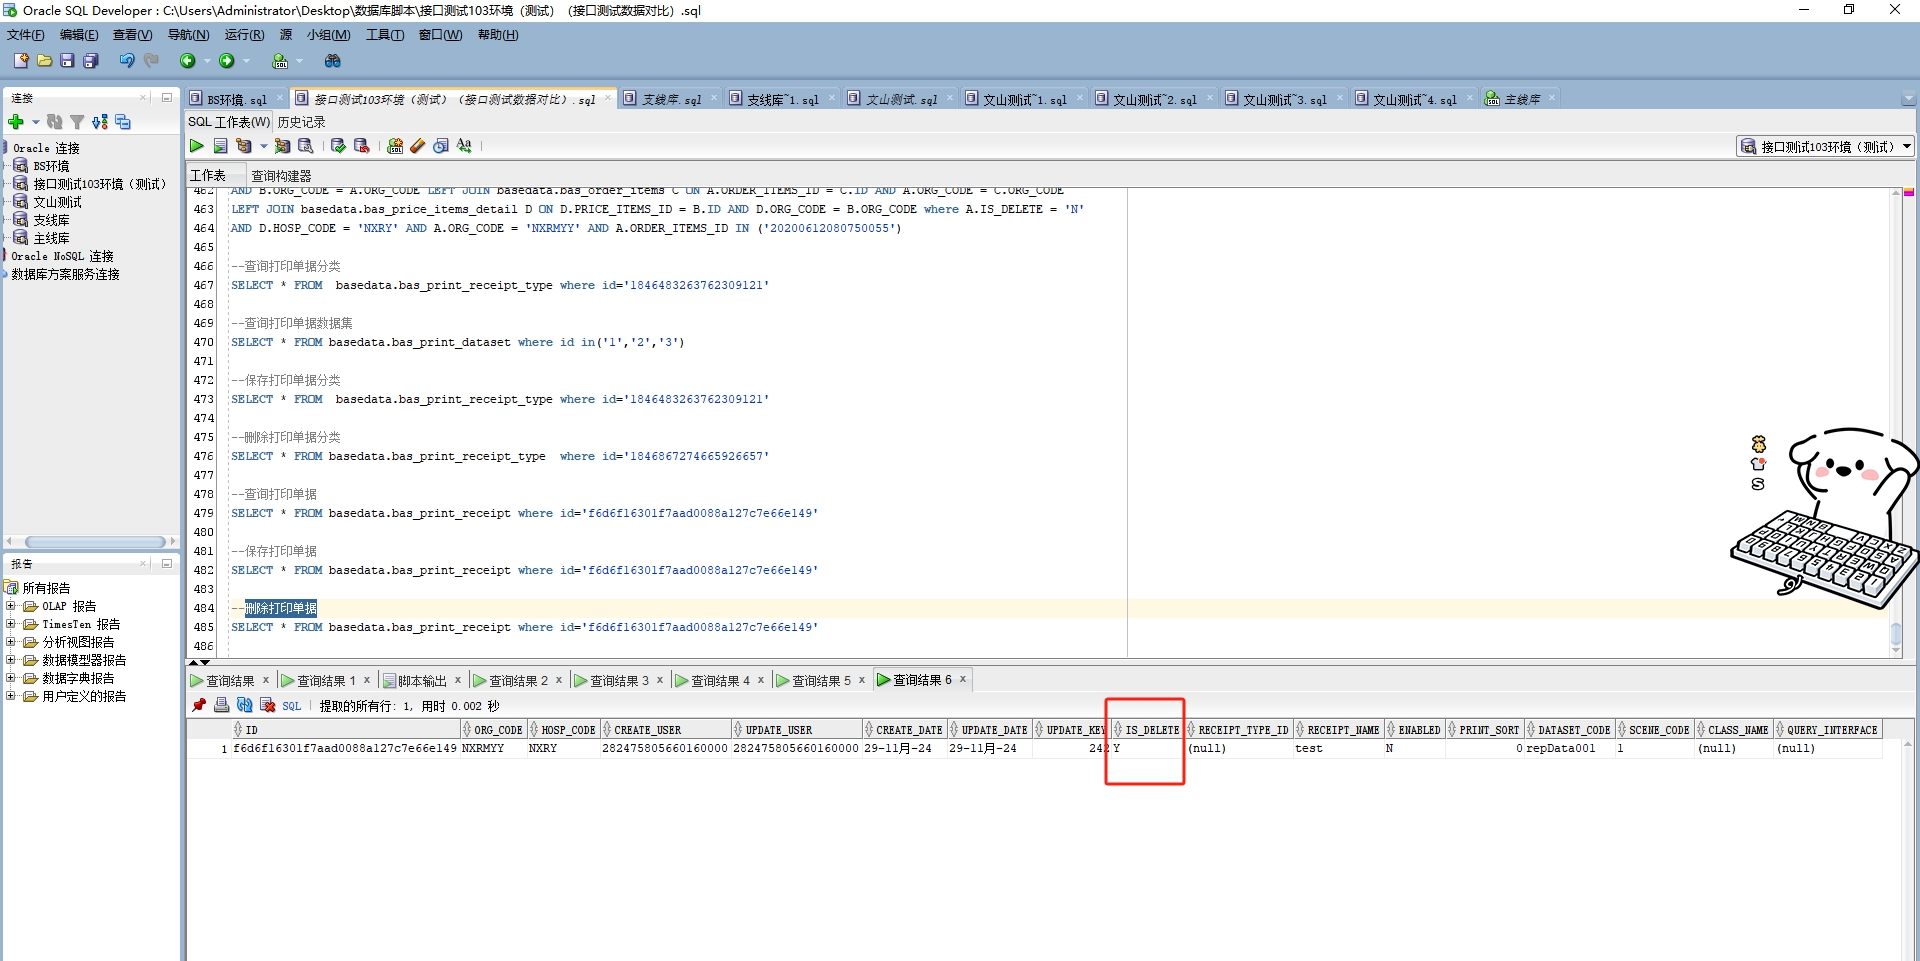 Oracle SQL Developer : C:\Users\Administrator\Desktop\数据库脚本\接口测试103环境（测试）（接口测试数据对比）.sql
文件(F) 编辑(E) 查看(V) 导航(N) 运行(R) 源 小组(M) 工具(T) 窗口(W) 帮助(H)
连接
BS环境.sql 接口测试103环境（测试）（接口测试数据对比）.sql 支线库.sql 支线库~1.sql 文山测试.sql 文山测试~1.sql 文山测试~2.sql 文山测试~3.sql 文山测试~4.sql 主线库
SQL 工作表(W) 历史记录
Oracle 连接
BS环境
接口测试103环境（测试）
文山测试
支线库
主线库
Oracle NoSQL 连接
数据库方案服务连接
接口测试103环境（测试）
工作表 查询构建器
462 AND B.ORG_CODE = A.ORG_CODE LEFT JOIN basedata.bas_order_items C ON A.ORDER_ITEMS_ID = C.ID AND A.ORG_CODE = C.ORG_CODE
463 LEFT JOIN basedata.bas_price_items_detail D ON D.PRICE_ITEMS_ID = B.ID AND D.ORG_CODE = B.ORG_CODE where A.IS_DELETE = 'N'
464 AND D.HOSP_CODE = 'NXRY' AND A.ORG_CODE = 'NXRMYY' AND A.ORDER_ITEMS_ID IN ('20200612080750055')
465
466 --查询打印单据分类
467 SELECT * FROM  basedata.bas_print_receipt_type where id='1846483263762309121'
468
469 --查询打印单据数据集
470 SELECT * FROM basedata.bas_print_dataset where id in('1','2','3')
471
472 --保存打印单据分类
473 SELECT * FROM  basedata.bas_print_receipt_type where id='1846483263762309121'
474
475 --删除打印单据分类
476 SELECT * FROM basedata.bas_print_receipt_type  where id='1846867274665926657'
477
478 --查询打印单据
479 SELECT * FROM basedata.bas_print_receipt where id='f6d6f16301f7aad0088a127c7e66e149'
480
481 --保存打印单据
482 SELECT * FROM basedata.bas_print_receipt where id='f6d6f16301f7aad0088a127c7e66e149'
483
484 --删除打印单据
485 SELECT * FROM basedata.bas_print_receipt where id='f6d6f16301f7aad0088a127c7e66e149'
486
报告
所有报告
OLAP 报告
TimesTen 报告
分析视图报告
数据模型器报告
数据字典报告
用户定义的报告
查询结果 查询结果 1 脚本输出 查询结果 2 查询结果 3 查询结果 4 查询结果 5 查询结果 6
SQL 提取的所有行: 1, 用时 0.002 秒
ID ORG_CODE HOSP_CODE CREATE_USER UPDATE_USER CREATE_DATE UPDATE_DATE UPDATE_KEY IS_DELETE RECEIPT_TYPE_ID RECEIPT_NAME ENABLED PRINT_SORT DATASET_CODE SCENE_CODE CLASS_NAME QUERY_INTERFACE
1 f6d6f16301f7aad0088a127c7e66e149 NXRMYY NXRY 282475805660160000 282475805660160000 29-11月-24 29-11月-24 242 Y (null) test N 0 repData001 1 (null) (null)